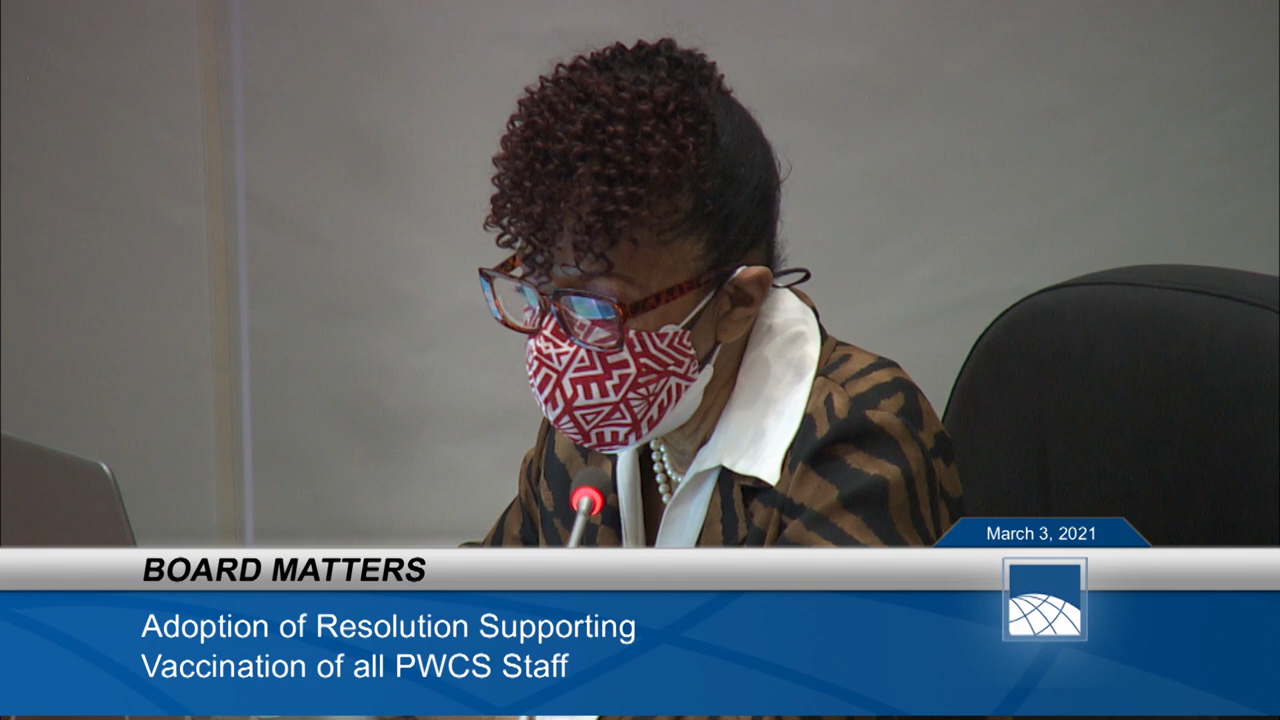 March 3, 2021
BOARD MATTERS
Adoption of Resolution Supporting
Vaccination of all PWCS Staff